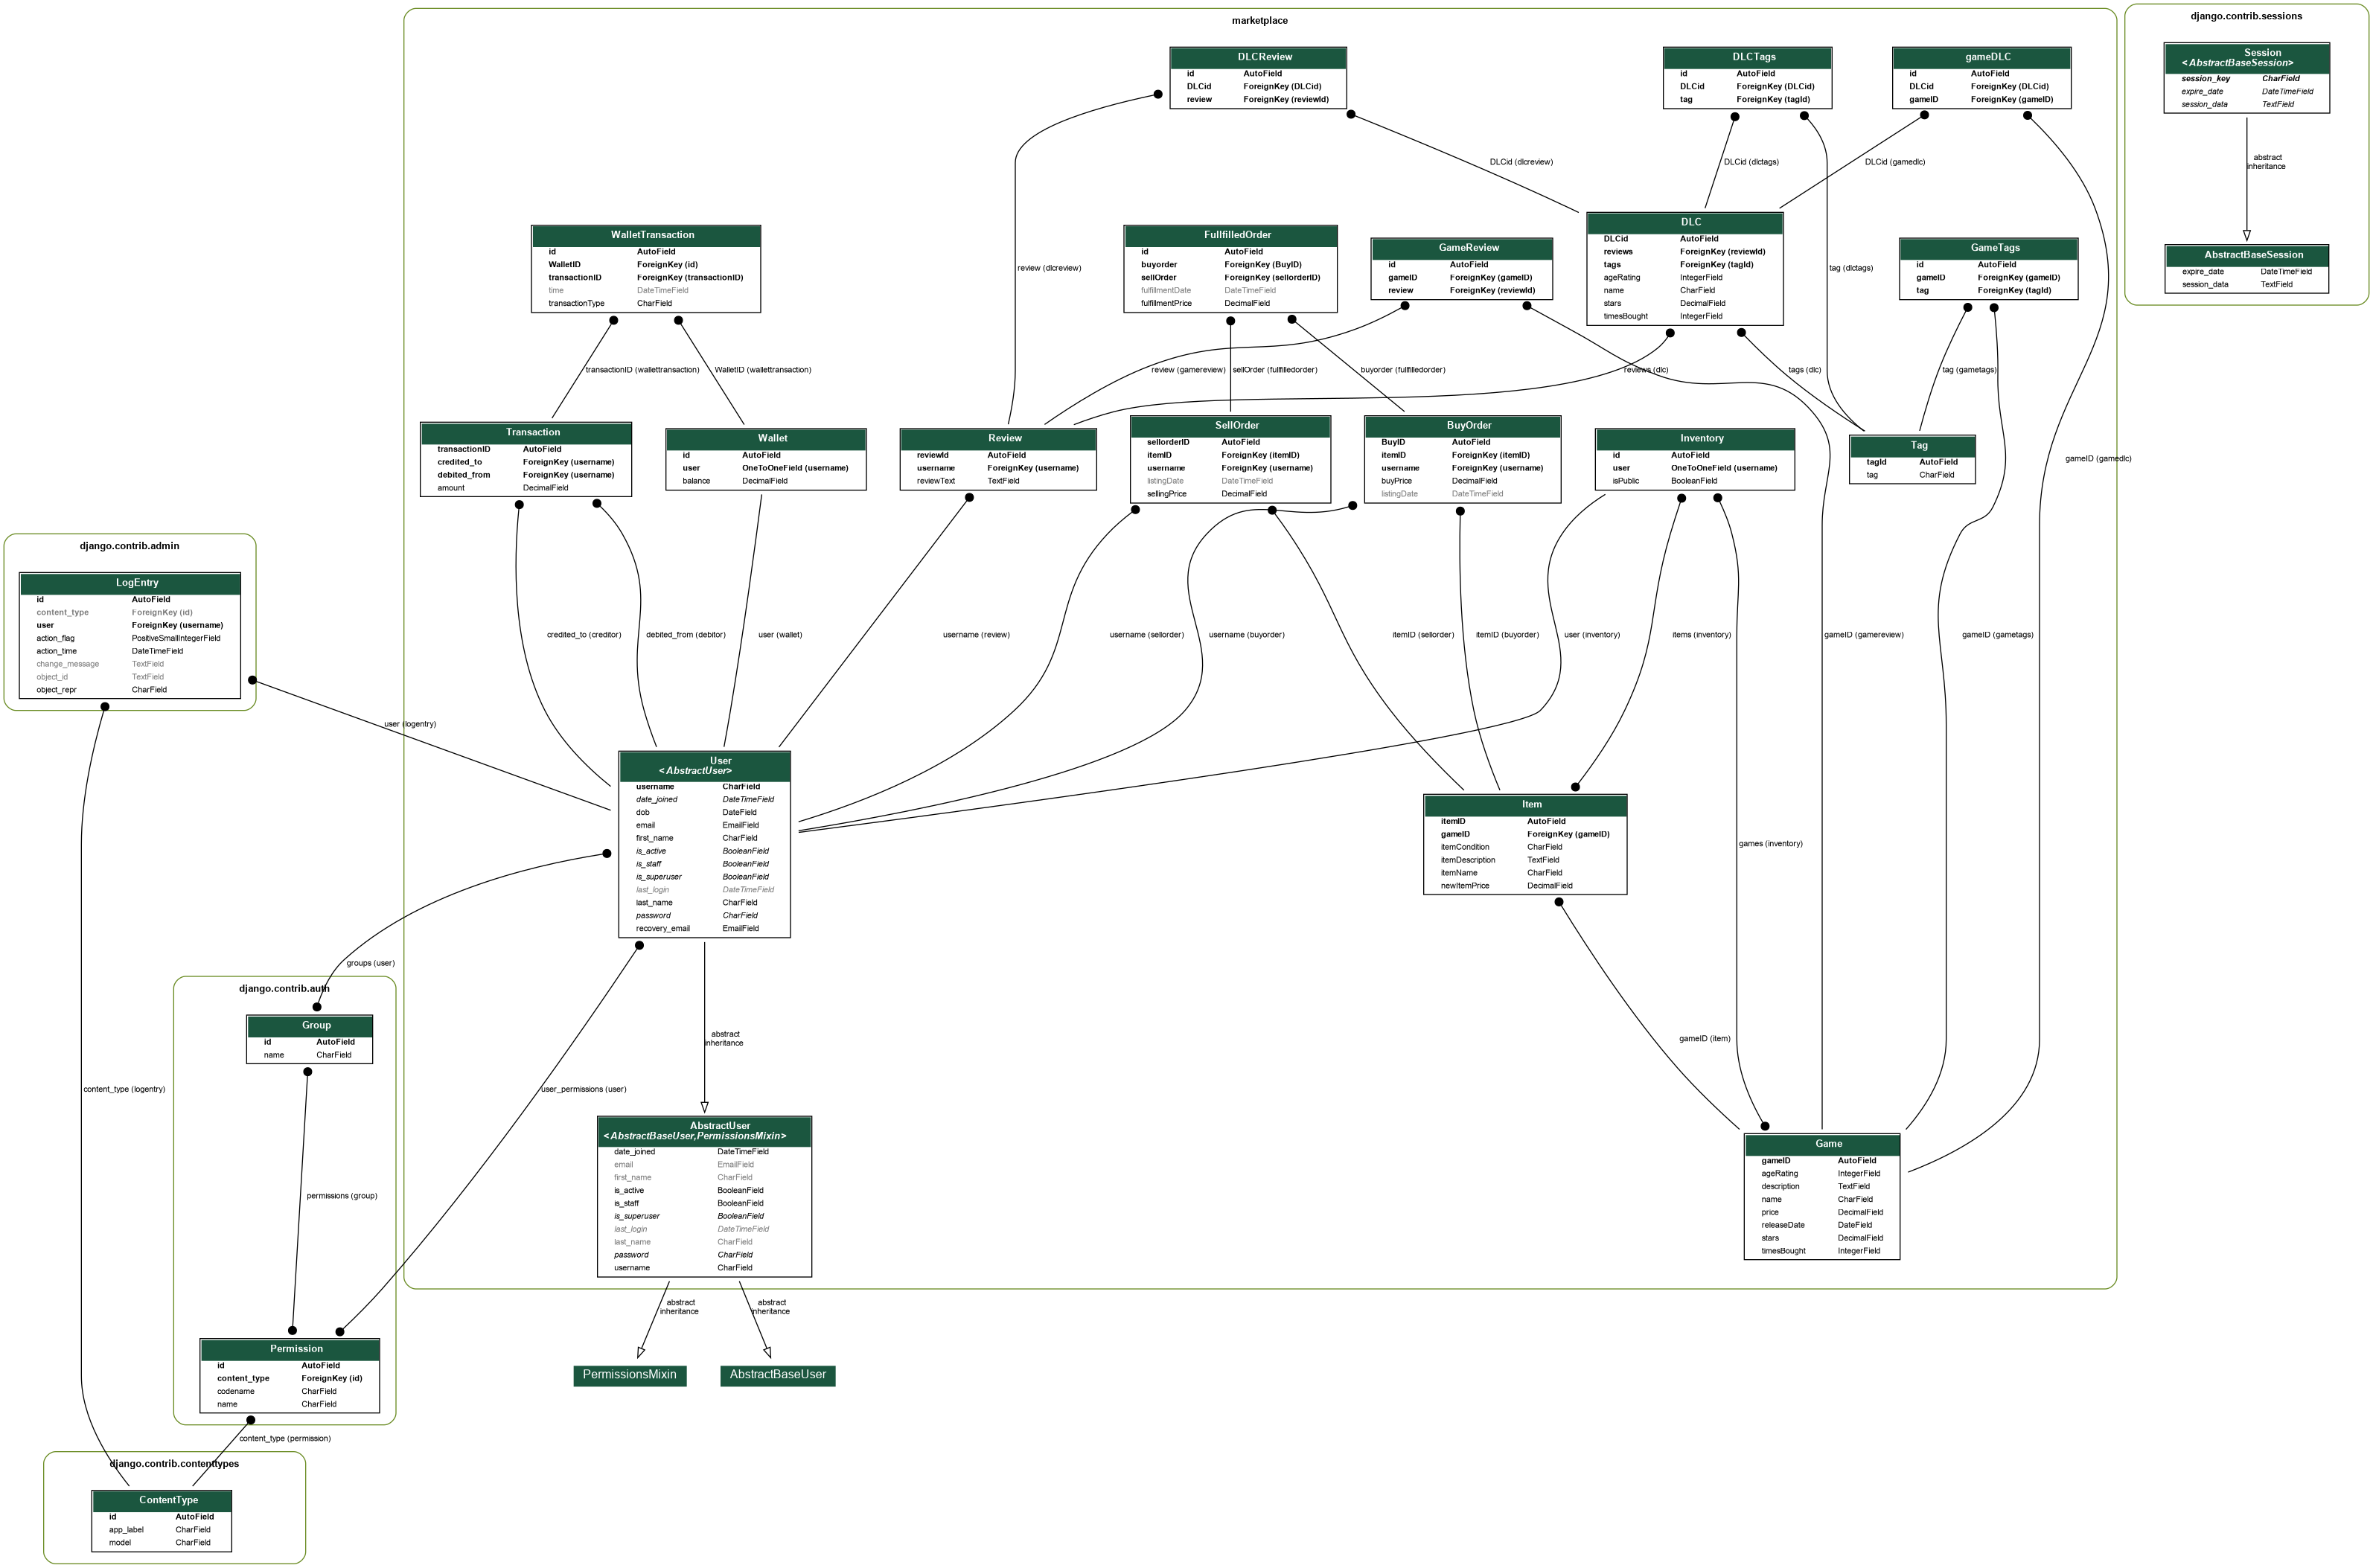 marketplace
DLCReview
id AutoField
DLCid ForeignKey (DLCid)
review ForeignKey (reviewId)
DLCTags
id AutoField
DLCid ForeignKey (DLCid)
tag ForeignKey (tagId)
gameDLC
id AutoField
DLCid ForeignKey (DLCid)
gameID ForeignKey (gameID)
django.contrib.sessions
Session
<AbstractBaseSession>
session_key CharField
expire_date DateTimeField
session_data TextField
abstract
inheritance
AbstractBaseSession
expire_date DateTimeField
session_data TextField
DLCid (dlcreview)
DLCid (dlctags)
DLCid (gamedlc)
review (dlcreview)
tag (dlctags)
WalletTransaction
id AutoField
WalletID ForeignKey (id)
transactionID ForeignKey (transactionID)
time DateTimeField
transactionType CharField
FullfilledOrder
id AutoField
buyorder ForeignKey (BuyID)
sellOrder ForeignKey (sellorderID)
fulfillmentDate DateTimeField
fulfillmentPrice DecimalField
GameReview
id AutoField
gameID ForeignKey (gameID)
review ForeignKey (reviewId)
DLC
DLCid AutoField
reviews ForeignKey (reviewId)
tags ForeignKey (tagId)
ageRating IntegerField
name CharField
stars DecimalField
timesBought IntegerField
GameTags
id AutoField
gameID ForeignKey (gameID)
tag ForeignKey (tagId)
transactionID (wallettransaction)
WalletID (wallettransaction)
review (gamereview)
sellOrder (fullfilledorder)
buyorder (fullfilledorder)
reviews (dlc)
tags (dlc)
tag (gametags)
Transaction
transactionID AutoField
credited_to ForeignKey (username)
debited_from ForeignKey (username)
amount DecimalField
Wallet
id AutoField
user OneToOneField (username)
balance DecimalField
Review
reviewId AutoField
username ForeignKey (username)
reviewText TextField
SellOrder
sellorderID AutoField
itemID ForeignKey (itemID)
username ForeignKey (username)
listingDate DateTimeField
sellingPrice DecimalField
BuyOrder
BuyID AutoField
itemID ForeignKey (itemID)
username ForeignKey (username)
buyPrice DecimalField
listingDate DateTimeField
Inventory
id AutoField
user OneToOneField (username)
isPublic BooleanField
Tag
tagId AutoField
tag CharField
gameID (gamedlc)
django.contrib.admin
LogEntry
id AutoField
content_type ForeignKey (id)
user ForeignKey (username)
action_flag PositiveSmallIntegerField
action_time DateTimeField
change_message TextField
object_id TextField
object_repr CharField
credited_to (creditor)
debited_from (debitor)
user (wallet)
username (review)
username (sellorder)
username (buyorder)
itemID (sellorder)
itemID (buyorder)
user (inventory)
items (inventory)
gameID (gamereview)
gameID (gametags)
user (logentry)
User
<AbstractUser>
username CharField
date_joined DateTimeField
dob DateField
email EmailField
first_name CharField
is_active BooleanField
is_staff BooleanField
is_superuser BooleanField
last_login DateTimeField
last_name CharField
password CharField
recovery_email EmailField
Item
itemID AutoField
gameID ForeignKey (gameID)
itemCondition CharField
itemDescription TextField
itemName CharField
newItemPrice DecimalField
games (inventory)
groups (user)
django.contrib.auth
Group
id AutoField
name CharField
abstract
inheritance
gameID (item)
content_type (logentry)
user_permissions (user)
AbstractUser
<AbstractBaseUser,PermissionsMixin>
date_joined DateTimeField
email EmailField
first_name CharField
is_active BooleanField
is_staff BooleanField
is_superuser BooleanField
last_login DateTimeField
last_name CharField
password CharField
username CharField
Game
gameID AutoField
ageRating IntegerField
description TextField
name CharField
price DecimalField
releaseDate DateField
stars DecimalField
timesBought IntegerField
permissions (group)
abstract
inheritance
abstract
inheritance
Permission
id AutoField
content_type ForeignKey (id)
codename CharField
name CharField
PermissionsMixin
AbstractBaseUser
content_type (permission)
django.contrib.contenttypes
ContentType
id AutoField
app_label CharField
model CharField